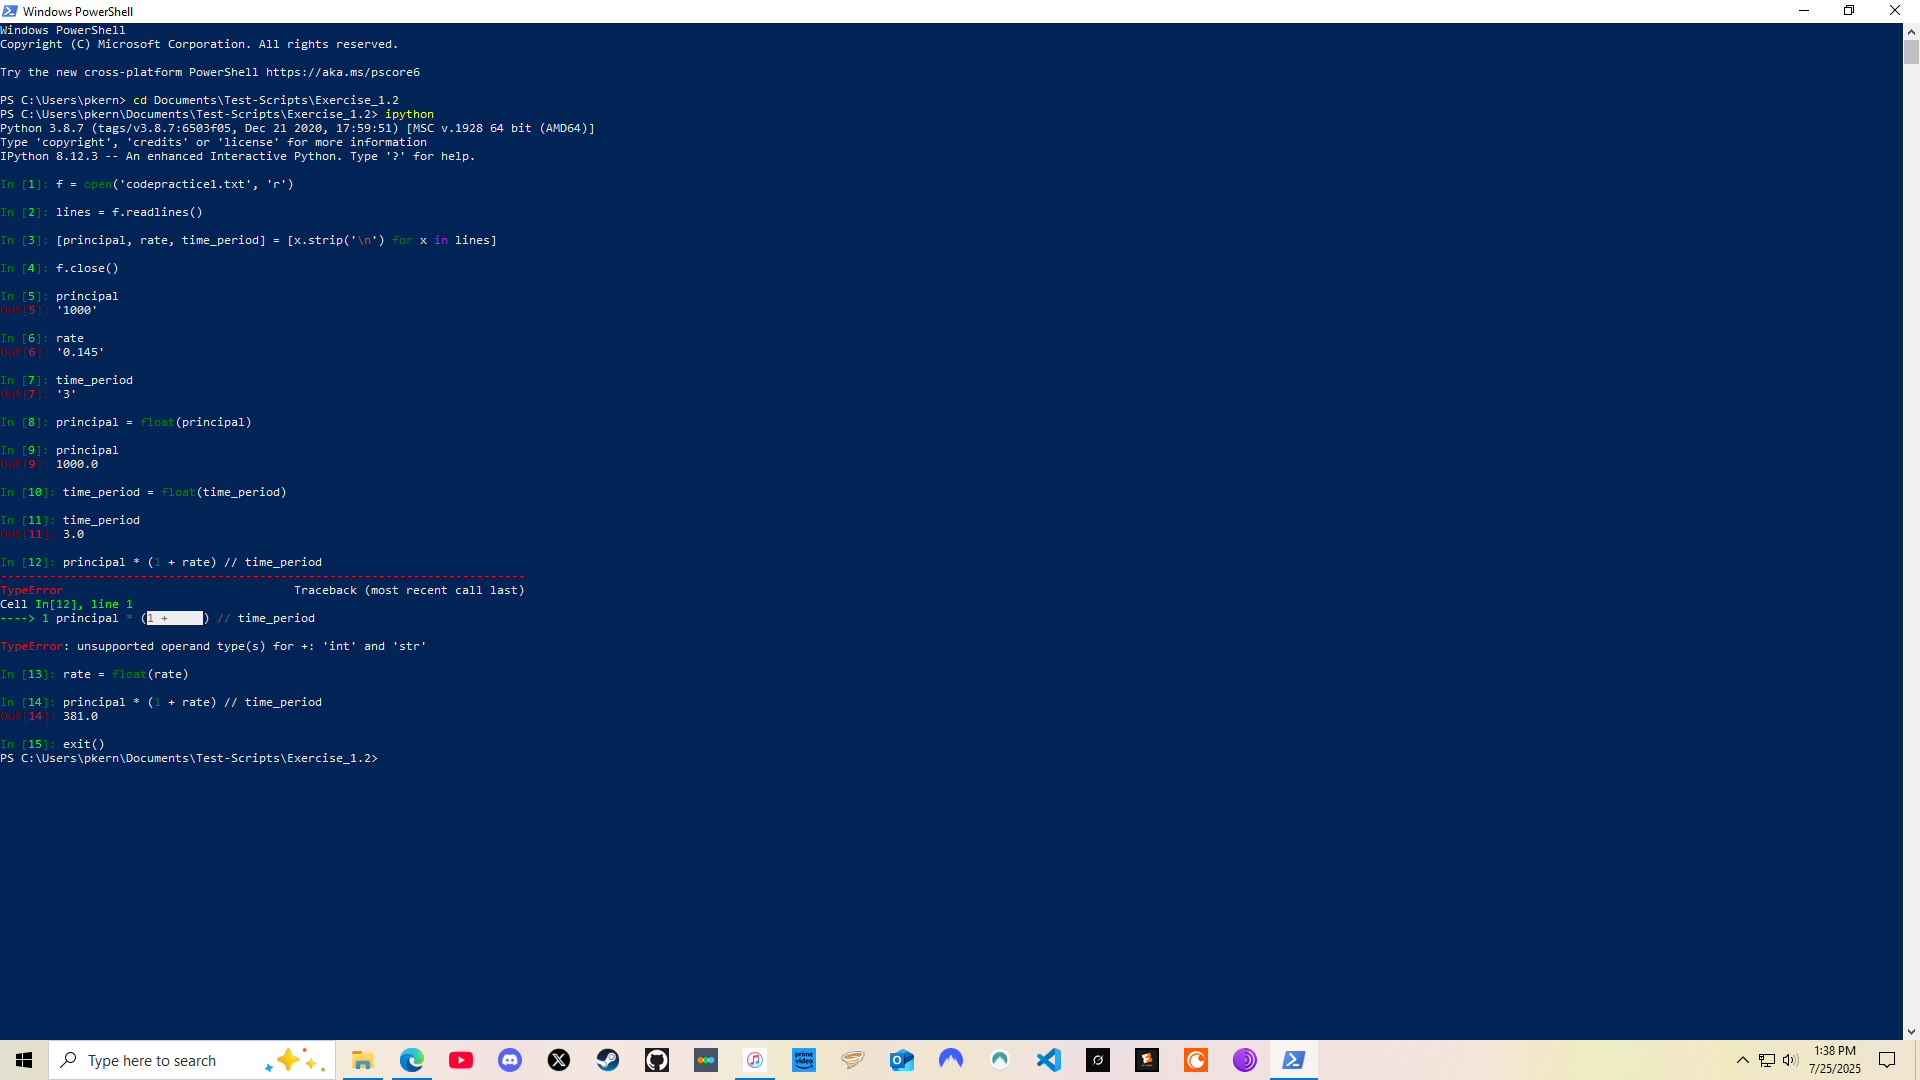 Windows PowerShell
Windows PowerShell
Copyright (C) Microsoft Corporation. All rights reserved.
Try the new cross-platform PowerShell https://aka.ms/pscore6
PS C:\Users\pkern> cd Documents\Test-Scripts\Exercise_1.2
PS C:\Users\pkern\Documents\Test-Scripts\Exercise_1.2> ipython
Python 3.8.7 (tags/v3.8.7:6503f05, Dec 21 2020, 17:59:51) [MSC v.1928 64 bit (AMD64)]
Type 'copyright', 'credits' or 'license' for more information
IPython 8.12.3 -- An enhanced Interactive Python. Type '?' for help.
In [1]: f = open('codepractice1.txt', 'r')
In [2]: lines = f.readlines()
In [3]: [principal, rate, time_period] = [x.strip('\n') for x in lines]
In [4]: f.close()
In [5]: principal
Out[5]: '1000'
In [6]: rate
Out[6]: '0.145'
In [7]: time_period
Out[7]: '3'
In [8]: principal = float(principal)
In [9]: principal
Out[9]: 1000.0
In [10]: time_period = float(time_period)
In [11]: time_period
Out[11]: 3.0
In [12]: principal * (1 + rate) // time_period
---------------------------------------------------------------------------
TypeError                                 Traceback (most recent call last)
Cell In[12], line 1
----> 1 principal * (1 +     ) // time_period
TypeError: unsupported operand type(s) for +: 'int' and 'str'
In [13]: rate = float(rate)
In [14]: principal * (1 + rate) // time_period
Out[14]: 381.0
In [15]: exit()
PS C:\Users\pkern\Documents\Test-Scripts\Exercise_1.2>
Type here to search
prime video
1:38 PM
7/25/2025